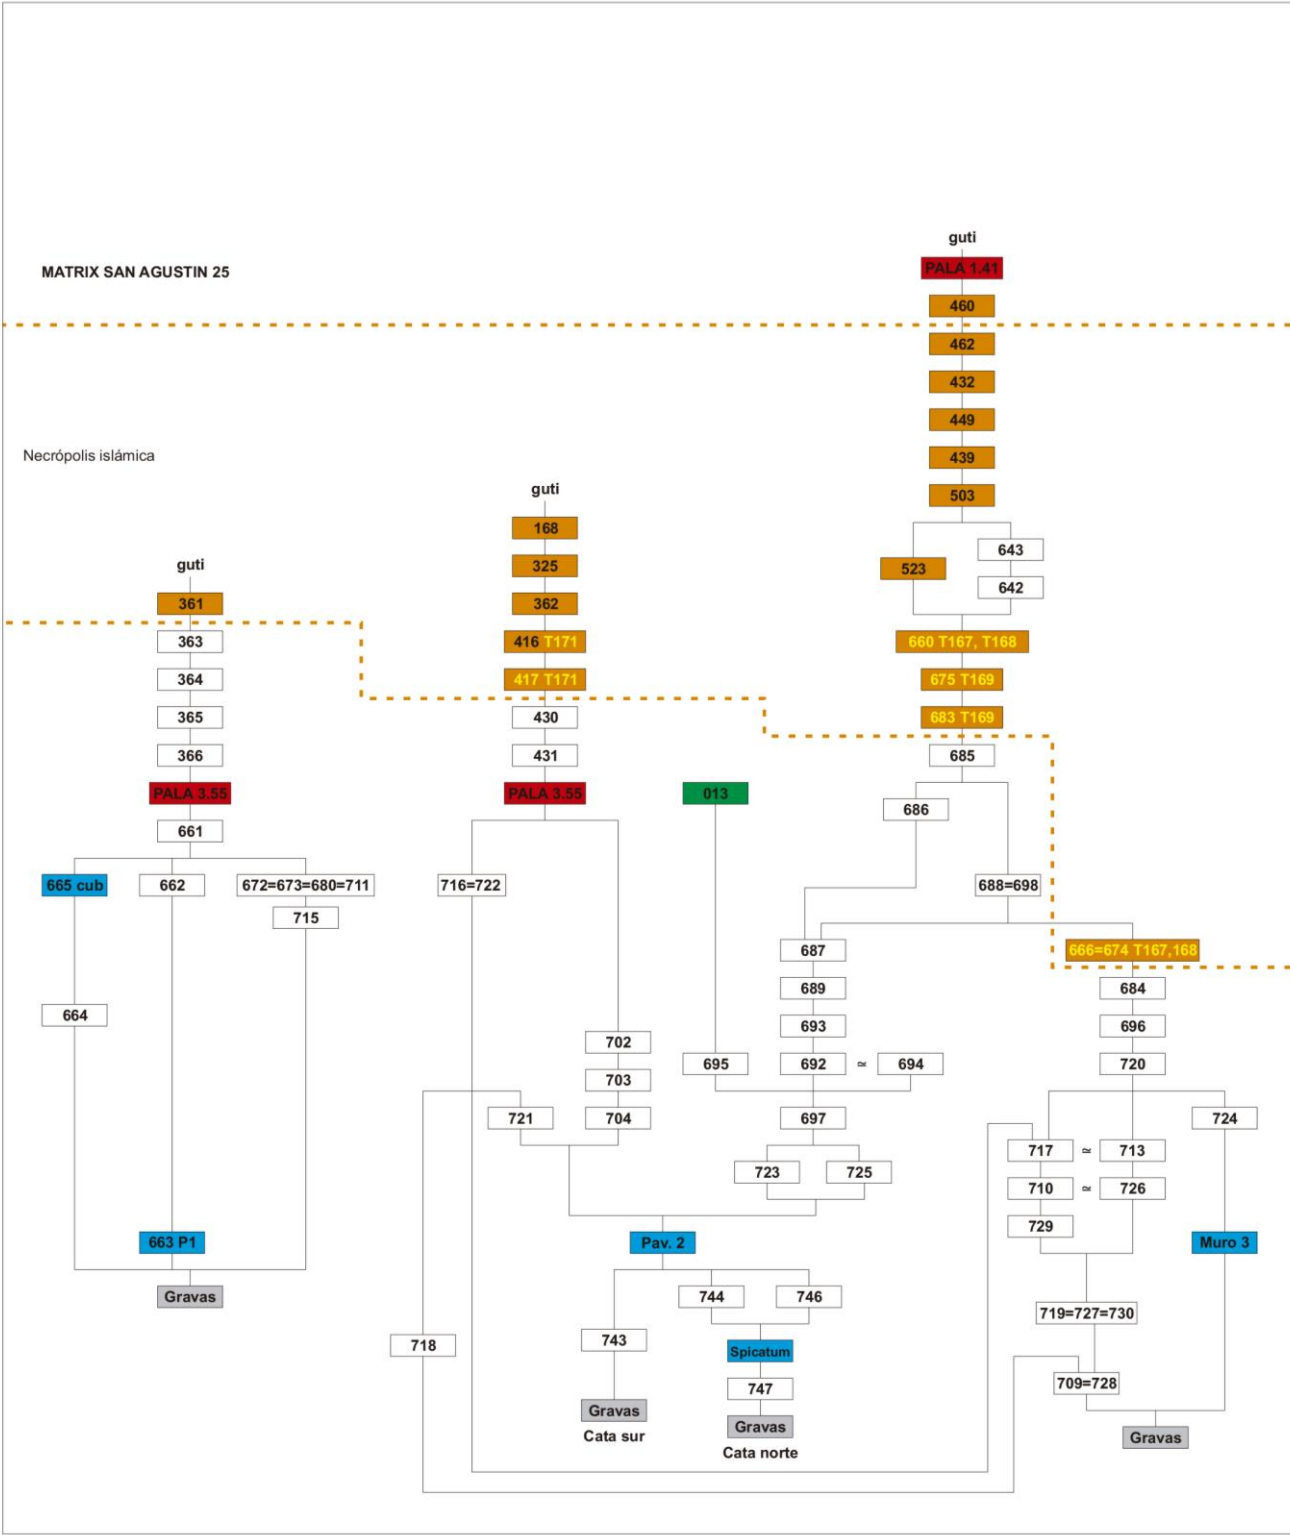 guti
MATRIX SAN AGUSTIN 25
PALA 1.41
460
462
432
449
Necrópolis islámica
439
guti
503
168
643
guti
325
523
642
361
362
363
416 T171
660 T167, T168
364
417 T171
675 T169
365
430
683 T169
366
431
685
PALA 3.55
PALA 3.55
013
686
661
665 cub
662
672=673=680=711
716=722
688=698
715
687
666=674 T167,168
689
684
664
693
696
702
695
692 ≃ 694
720
703
721
704
697
724
717 ≃ 713
723
725
710 ≃ 726
729
663 P1
Pav. 2
Muro 3
Gravas
744
746
719=727=730
718
743
Spicatum
747
709=728
Gravas
Gravas
Gravas
Cata sur
Cata norte